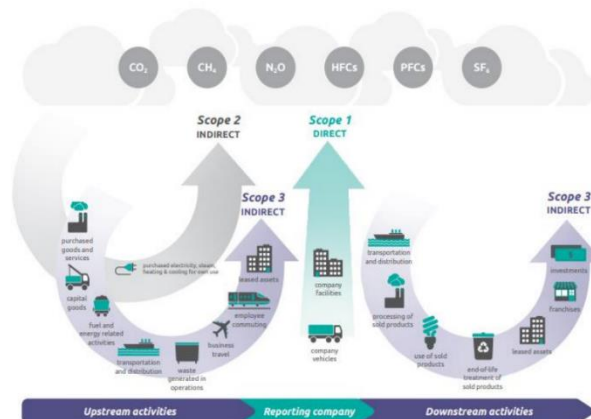 CO₂
CH₄
N₂O
HFCs
PFCs
SF₆
Scope 2
INDIRECT
Scope 1
DIRECT
Scope 3
INDIRECT
Scope 3
INDIRECT
purchased
goods and
services
capital
goods
fuel and
energy related
activities
transportation
and distribution
waste
generated in
operations
business
travel
employee
commuting
leased assets
purchased electricity, steam,
heating & cooling for own use
company
facilities
company
vehicles
transportation
and distribution
processing of
sold products
use of sold
products
end-of-life
treatment of
sold products
leased assets
franchises
investments
Upstream activities
Reporting company
Downstream activities